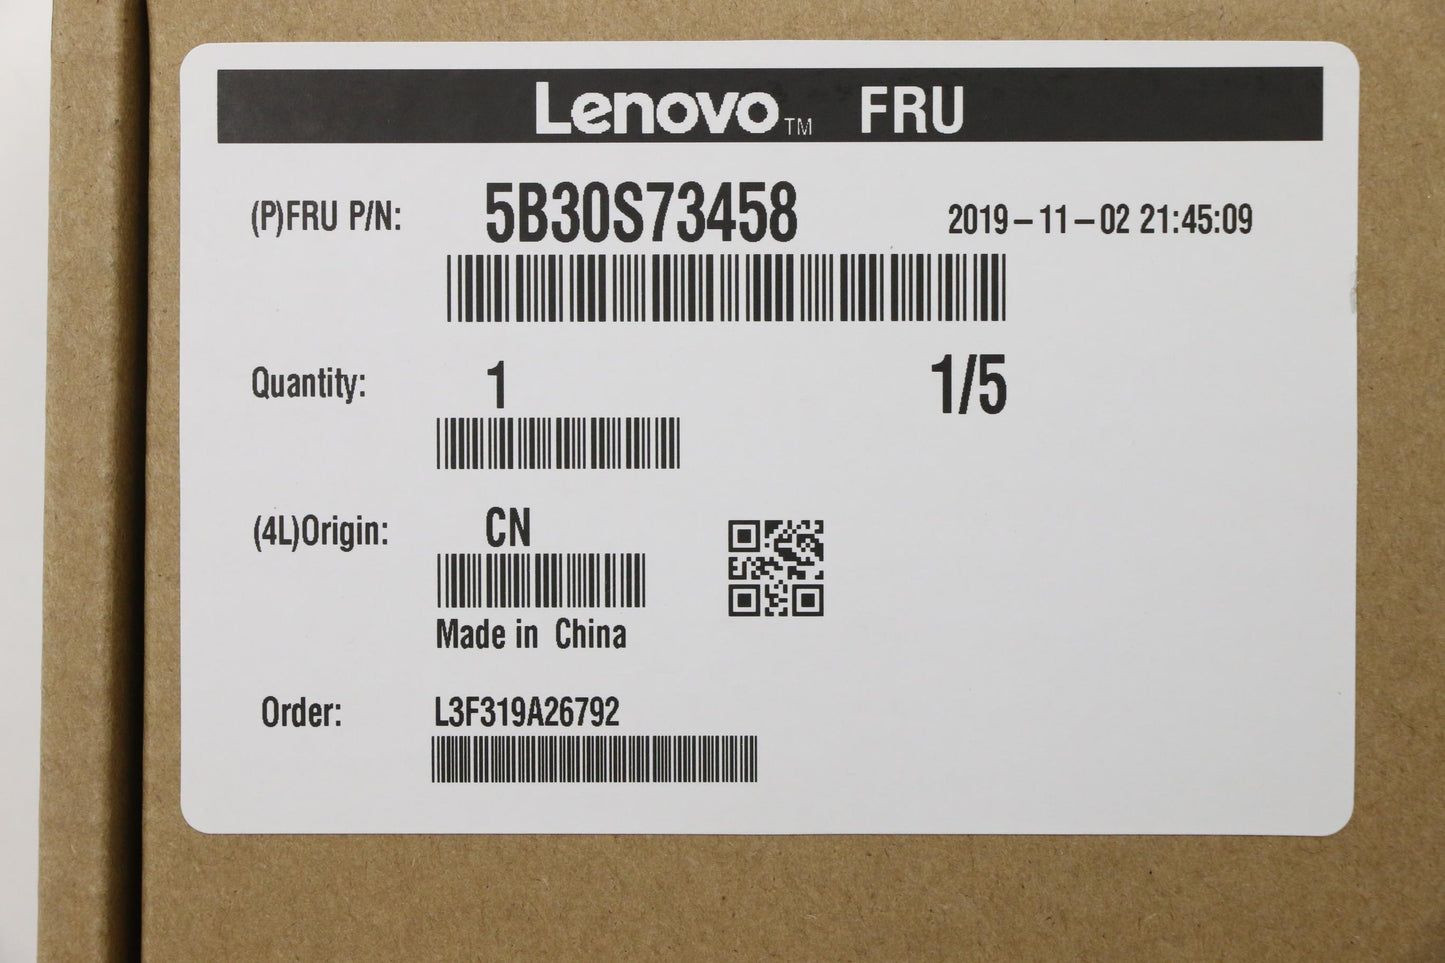 Lenovo™ FRU
(P)FRU P/N: 5B30S73458 2019-11-02 21:45:09
Quantity: 1 1/5
(4L)Origin: CN
Made in China
Order: L3F319A26792